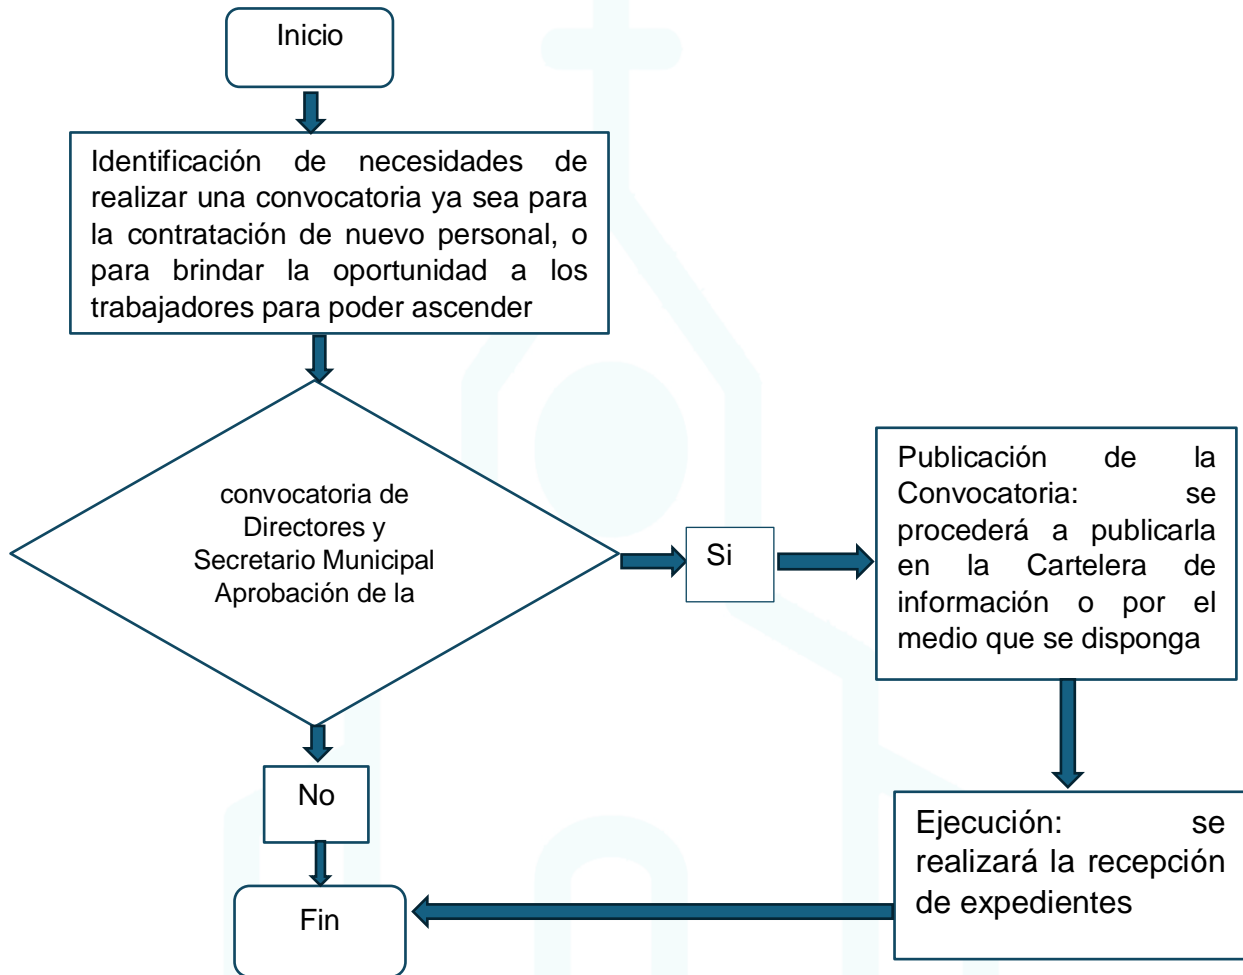 Inicio
Identificación de necesidades de
realizar una convocatoria ya sea para
la contratación de nuevo personal, o
para brindar la oportunidad a los
trabajadores para poder ascender
convocatoria de
Directores y
Secretario Municipal
Aprobación de la
Si
Publicación de la
Convocatoria: se
procederá a publicarla
en la Cartelera de
información o por el
medio que se disponga
No
Ejecución: se
realizará la recepción
de expedientes
Fin